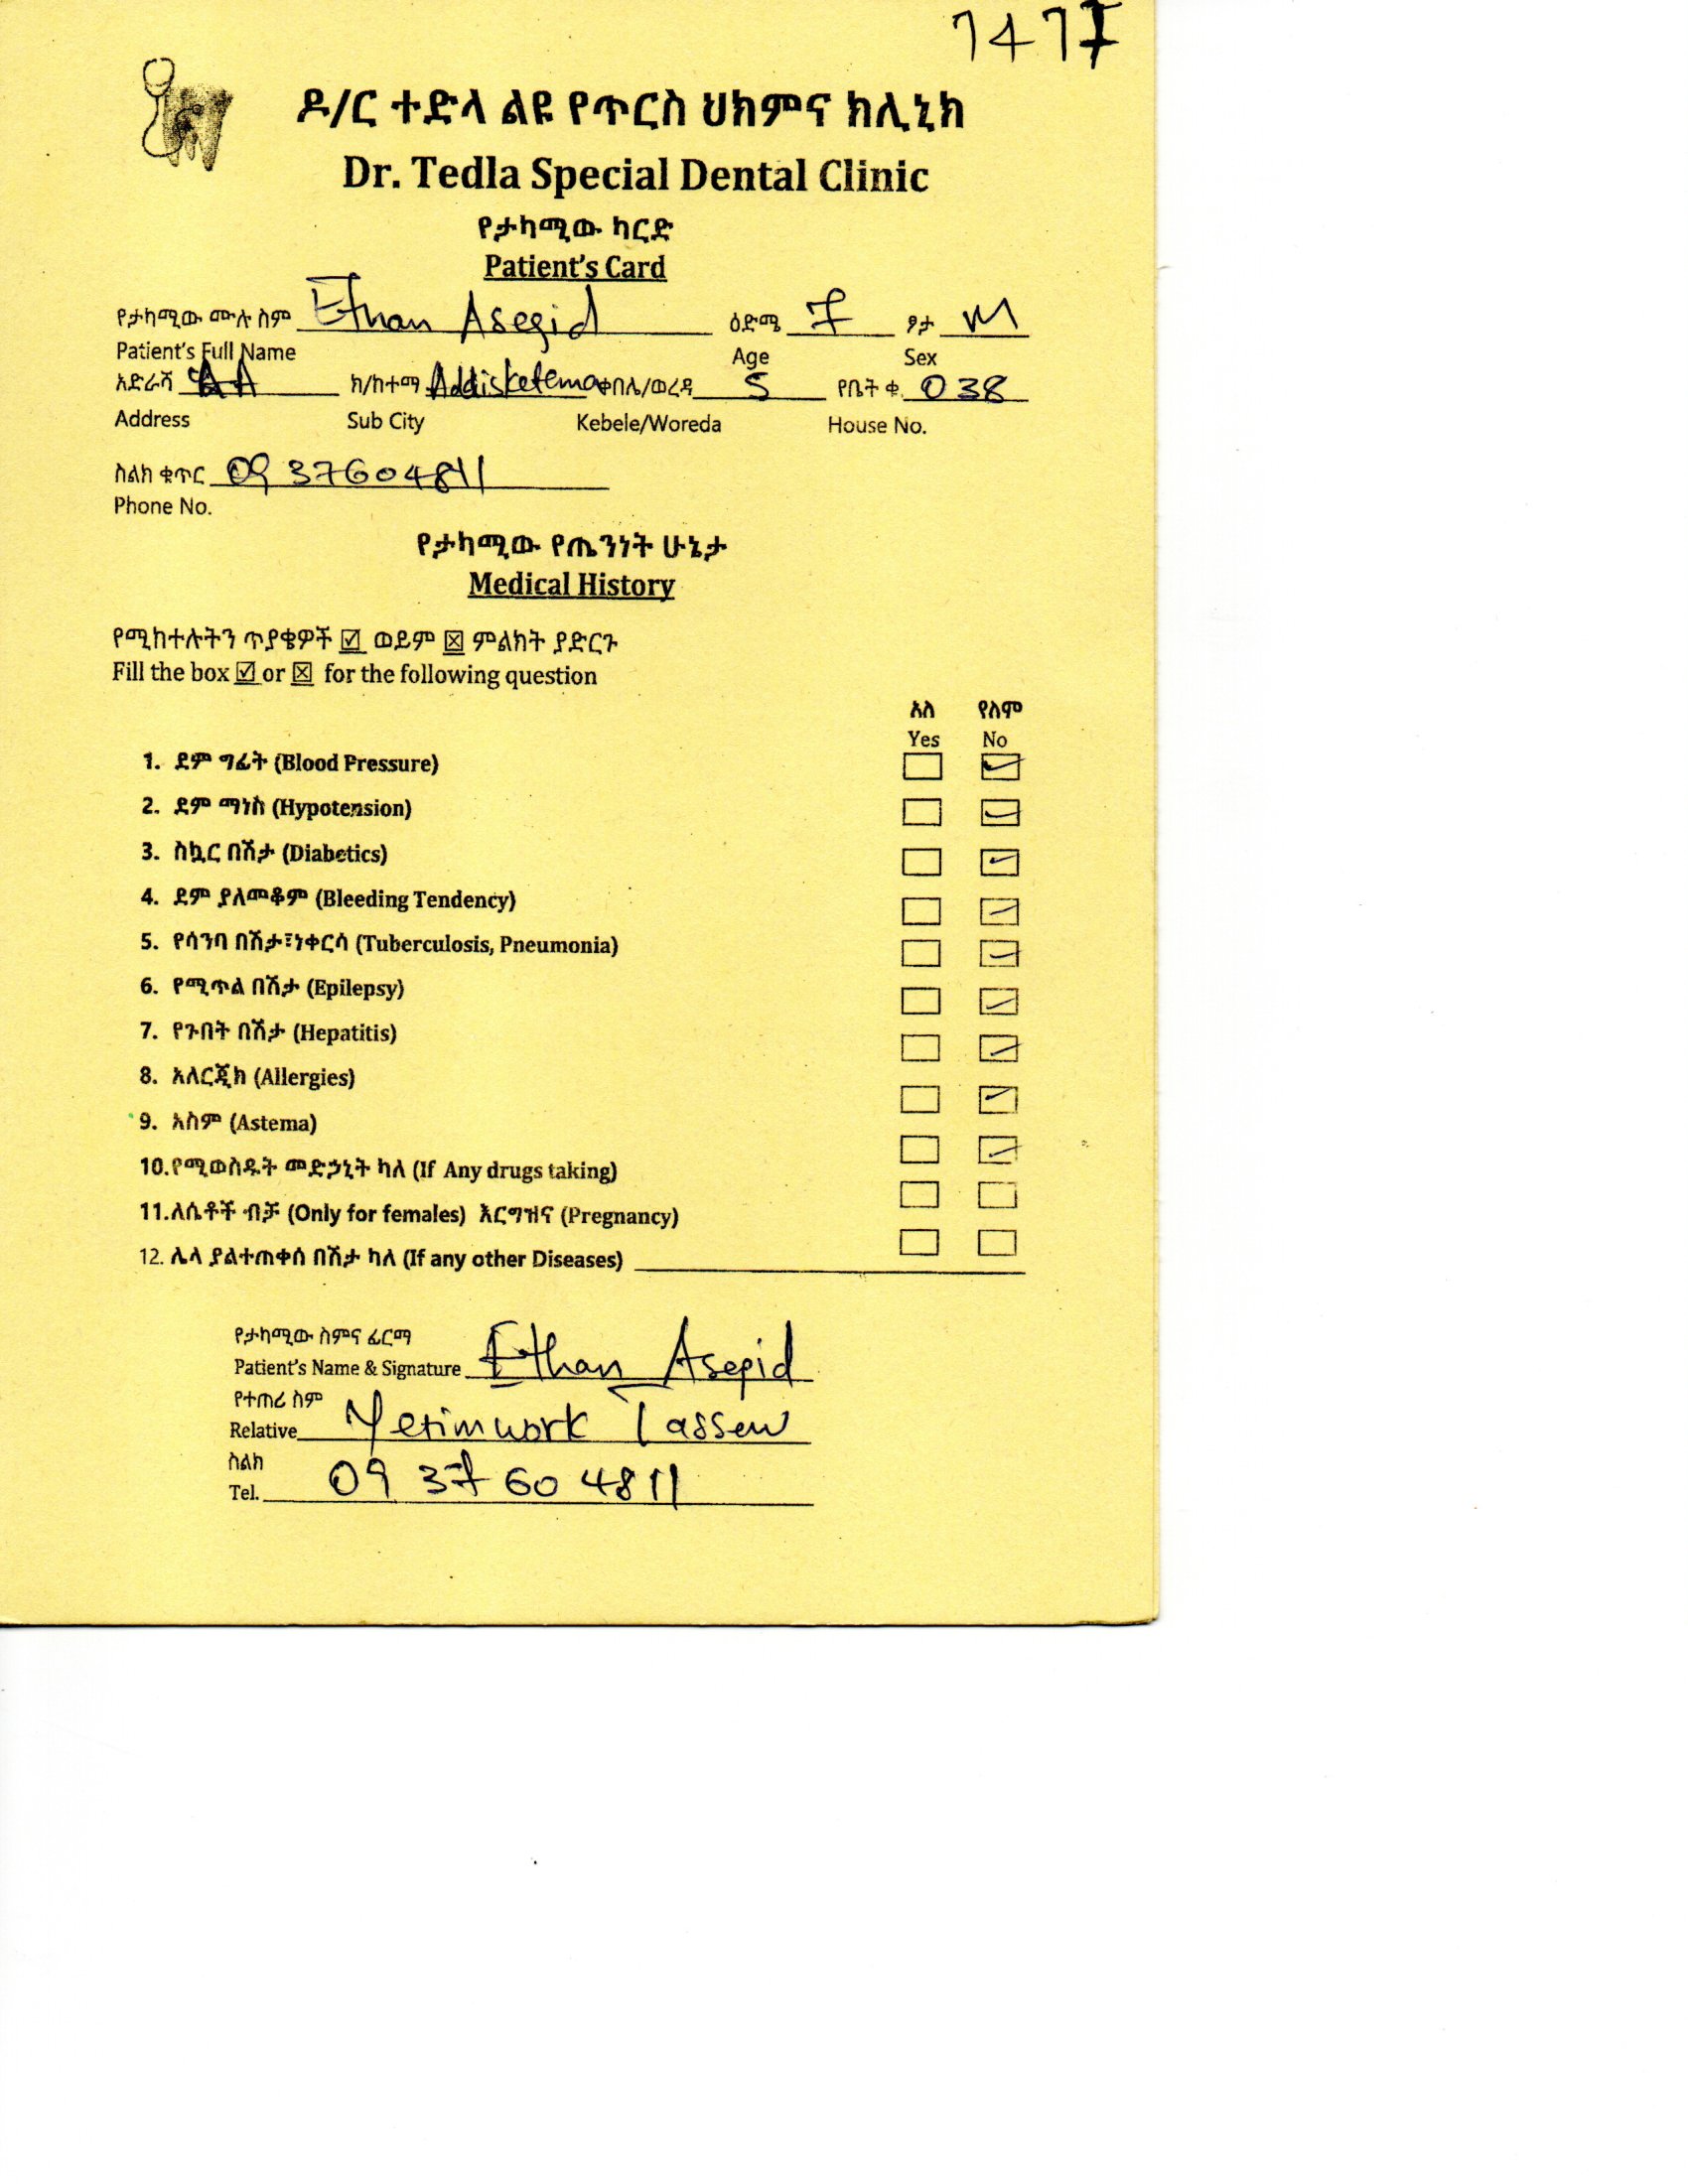 7477
ዶ/ር ተድላ ልዩ የጥርስ ህክምና ክሊኒክ
Dr. Tedla Special Dental Clinic
የታካሚው ካርድ
Patient's Card
የታካሚው ሙሉ ስም Ethan Asegid ዕድሜ 7 ፆታ M
Patient's Full Name Age Sex
አድራሻ AA ክ/ከተማ Addisketema ቀበሌ/ወረዳ 5 የቤት ቁ. 038
Address Sub City Kebele/Woreda House No.
ስልክ ቁጥር 0937604811
Phone No.
የታካሚው የጤንነት ሁኔታ
Medical History
የሚከተሉትን ጥያቄዎች ☑ ወይም ☒ ምልክት ያድርጉ
Fill the box ☑ or ☒ for the following question
አለ የለም
Yes No
1. ደም ግፊት (Blood Pressure) ☐ ☑
2. ደም ማነስ (Hypotension) ☐ ☑
3. ስኳር በሽታ (Diabetics) ☐ ☑
4. ደም ያለመቆም (Bleeding Tendency) ☐ ☑
5. የሳንባ በሽታ፣ነቀርሳ (Tuberculosis, Pneumonia) ☐ ☑
6. የሚጥል በሽታ (Epilepsy) ☐ ☑
7. የጉበት በሽታ (Hepatitis) ☐ ☑
8. አለርጂክ (Allergies) ☐ ☑
9. አስም (Astema) ☐ ☑
10.የሚወስዱት መድኃኒት ካለ (If Any drugs taking) ☐ ☐
11.ለሴቶች ብቻ (Only for females) እርግዝና (Pregnancy) ☐ ☐
12. ሌላ ያልተጠቀሰ በሽታ ካለ (If any other Diseases)
የታካሚው ስምና ፊርማ
Patient's Name & Signature Ethan Asegid
የተጠሪ ስም
Relative Yerimwork Tassew
ስልክ
Tel. 09 37 60 4811